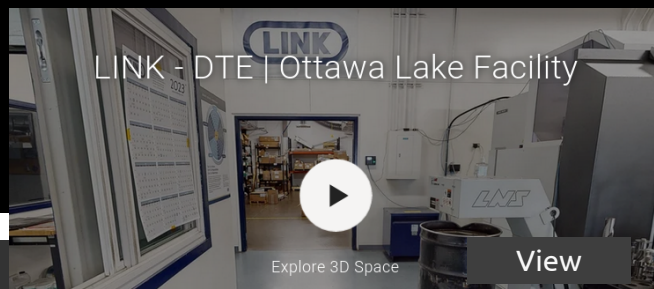 LINK
LINK - DTE | Ottawa Lake Facility
2023
LNS
Explore 3D Space
View